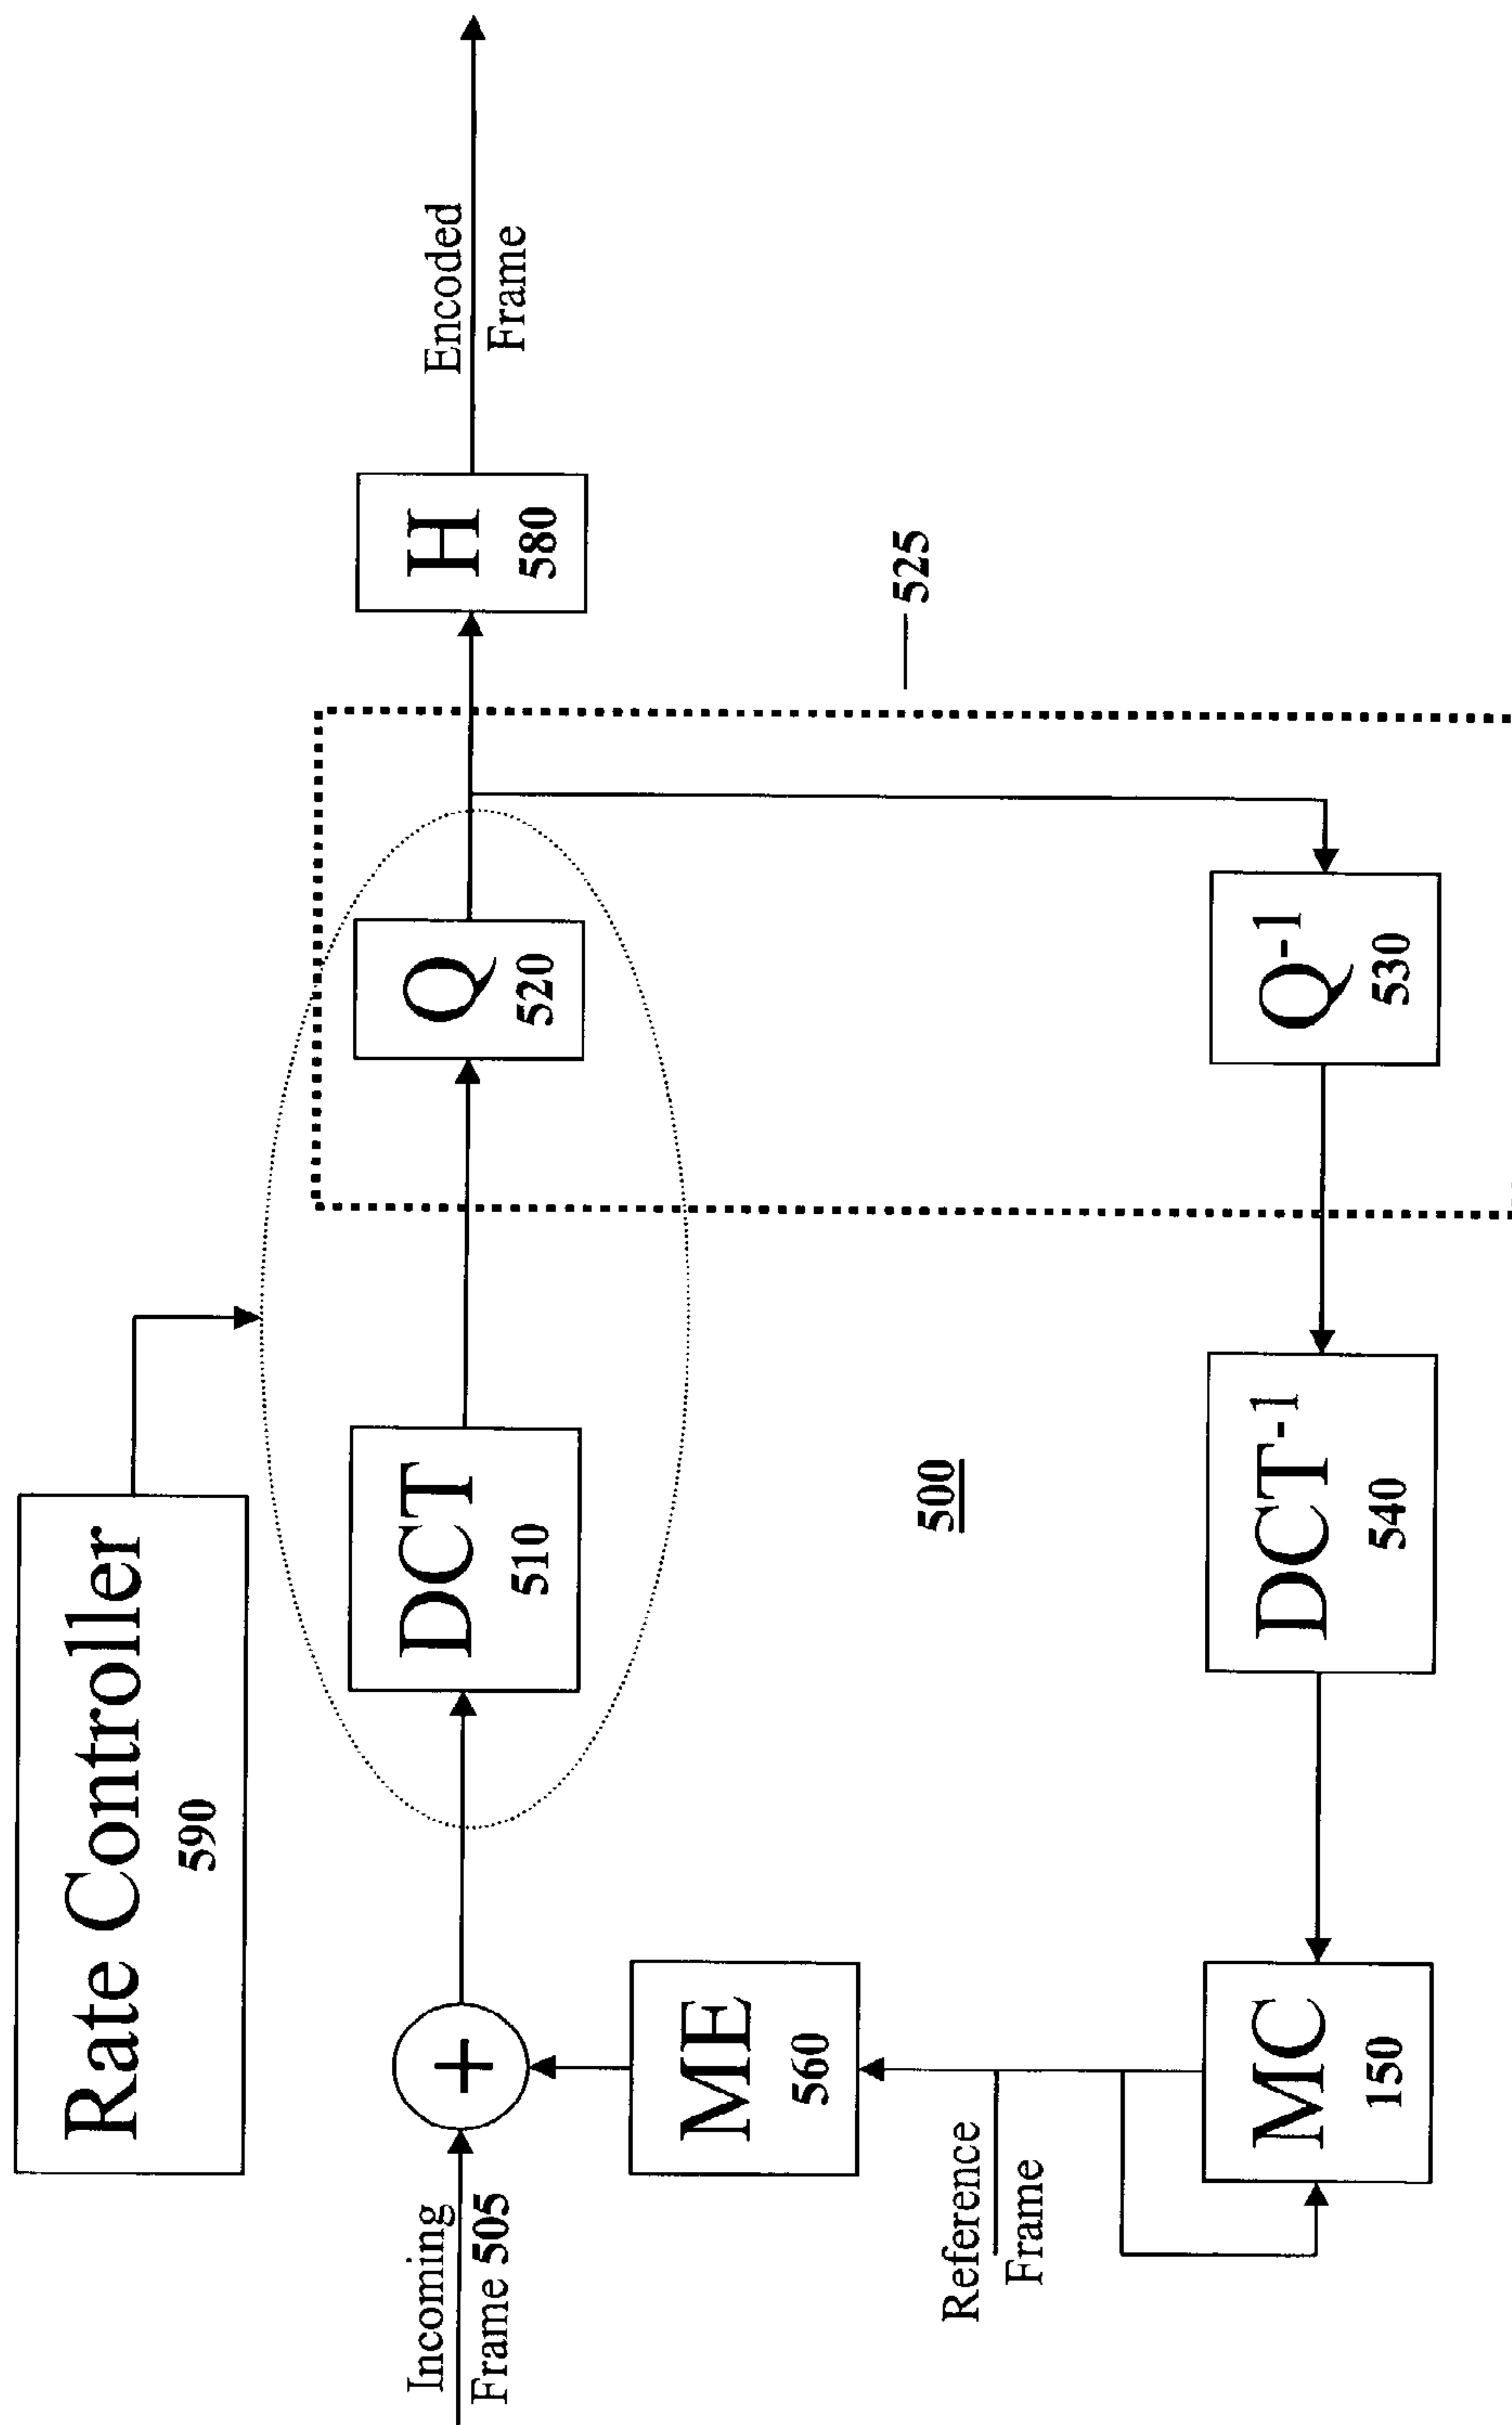 Rate Controller
590
Incoming
Frame 505
+
DCT
510
Q
520
H
580
Encoded
Frame
ME
560
500
525
Reference
Frame
MC
150
DCT-1
540
Q-1
530